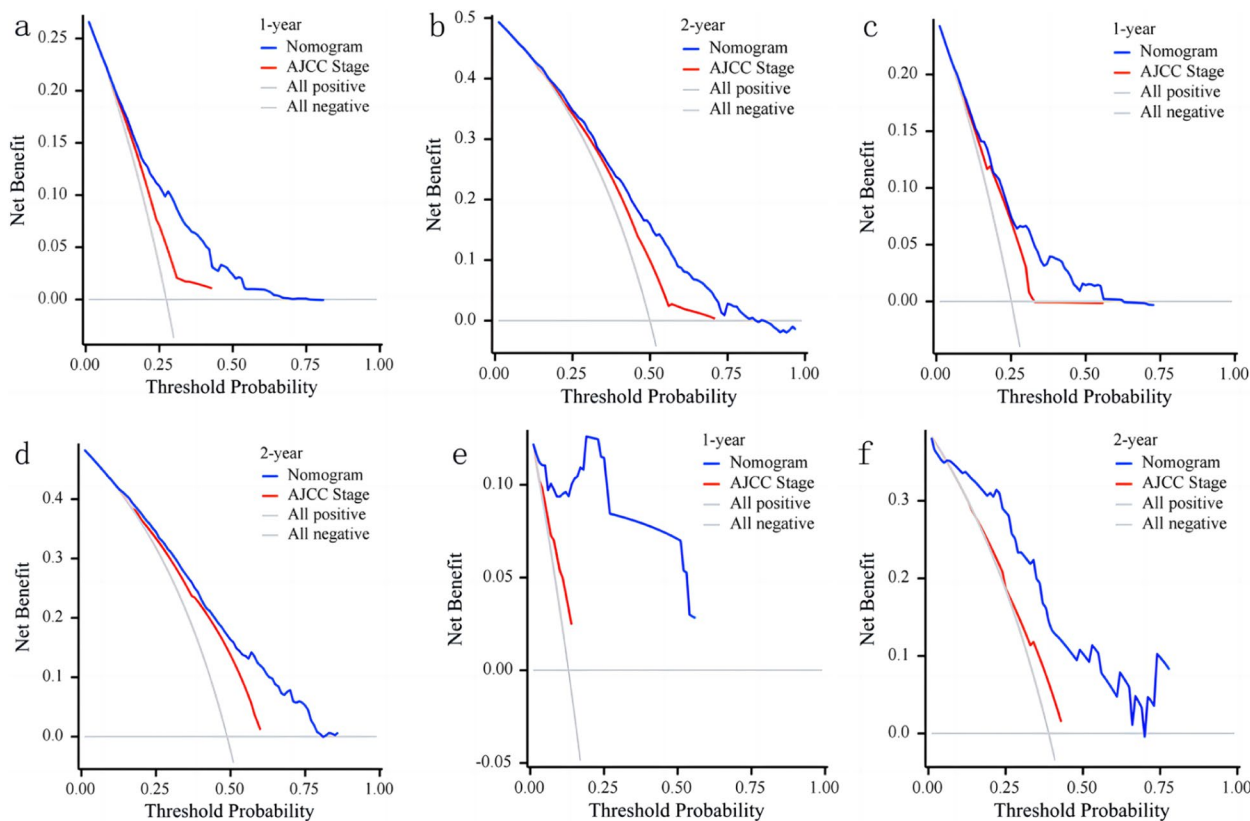 a
1-year
Nomogram
AJCC Stage
All positive
All negative
Net Benefit
0.25
0.20
0.15
0.10
0.05
0.00
0.00 0.25 0.50 0.75 1.00
Threshold Probability
b
2-year
Nomogram
AJCC Stage
All positive
All negative
Net Benefit
0.5
0.4
0.3
0.2
0.1
0.0
0.00 0.25 0.50 0.75 1.00
Threshold Probability
c
1-year
Nomogram
AJCC Stage
All positive
All negative
Net Benefit
0.20
0.15
0.10
0.05
0.00
0.00 0.25 0.50 0.75 1.00
Threshold Probability
d
2-year
Nomogram
AJCC Stage
All positive
All negative
Net Benefit
0.4
0.3
0.2
0.1
0.0
0.00 0.25 0.50 0.75 1.00
Threshold Probability
e
1-year
Nomogram
AJCC Stage
All positive
All negative
Net Benefit
0.10
0.05
0.00
-0.05
0.00 0.25 0.50 0.75 1.00
Threshold Probability
f
2-year
Nomogram
AJCC Stage
All positive
All negative
Net Benefit
0.3
0.2
0.1
0.0
0.00 0.25 0.50 0.75 1.00
Threshold Probability